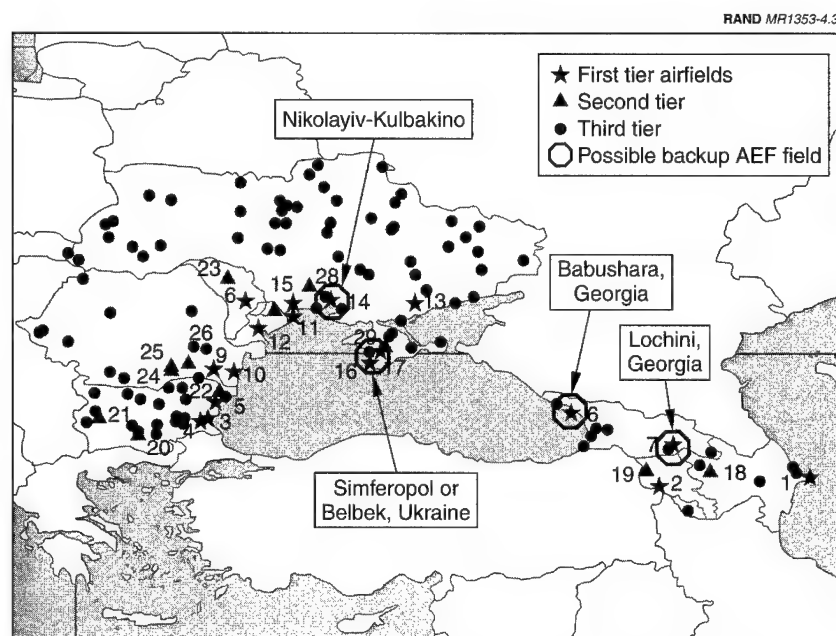 RAND MR1353-4.3
First tier airfields
Second tier
Third tier
Possible backup AEF field
Nikolayiv-Kulbakino
Babushara,
Georgia
Lochini,
Georgia
Simferopol or
Belbek, Ukraine
23
6
15
28
14
13
11
12
26
25
9
24
10
29
16
17
22
5
21
4
3
20
6
7
19
2
18
1